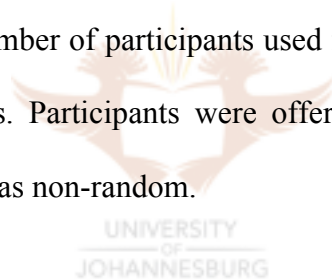 mber of participants used
s. Participants were offer
as non-random.
UNIVERSITY
OF
JOHANNESBURG